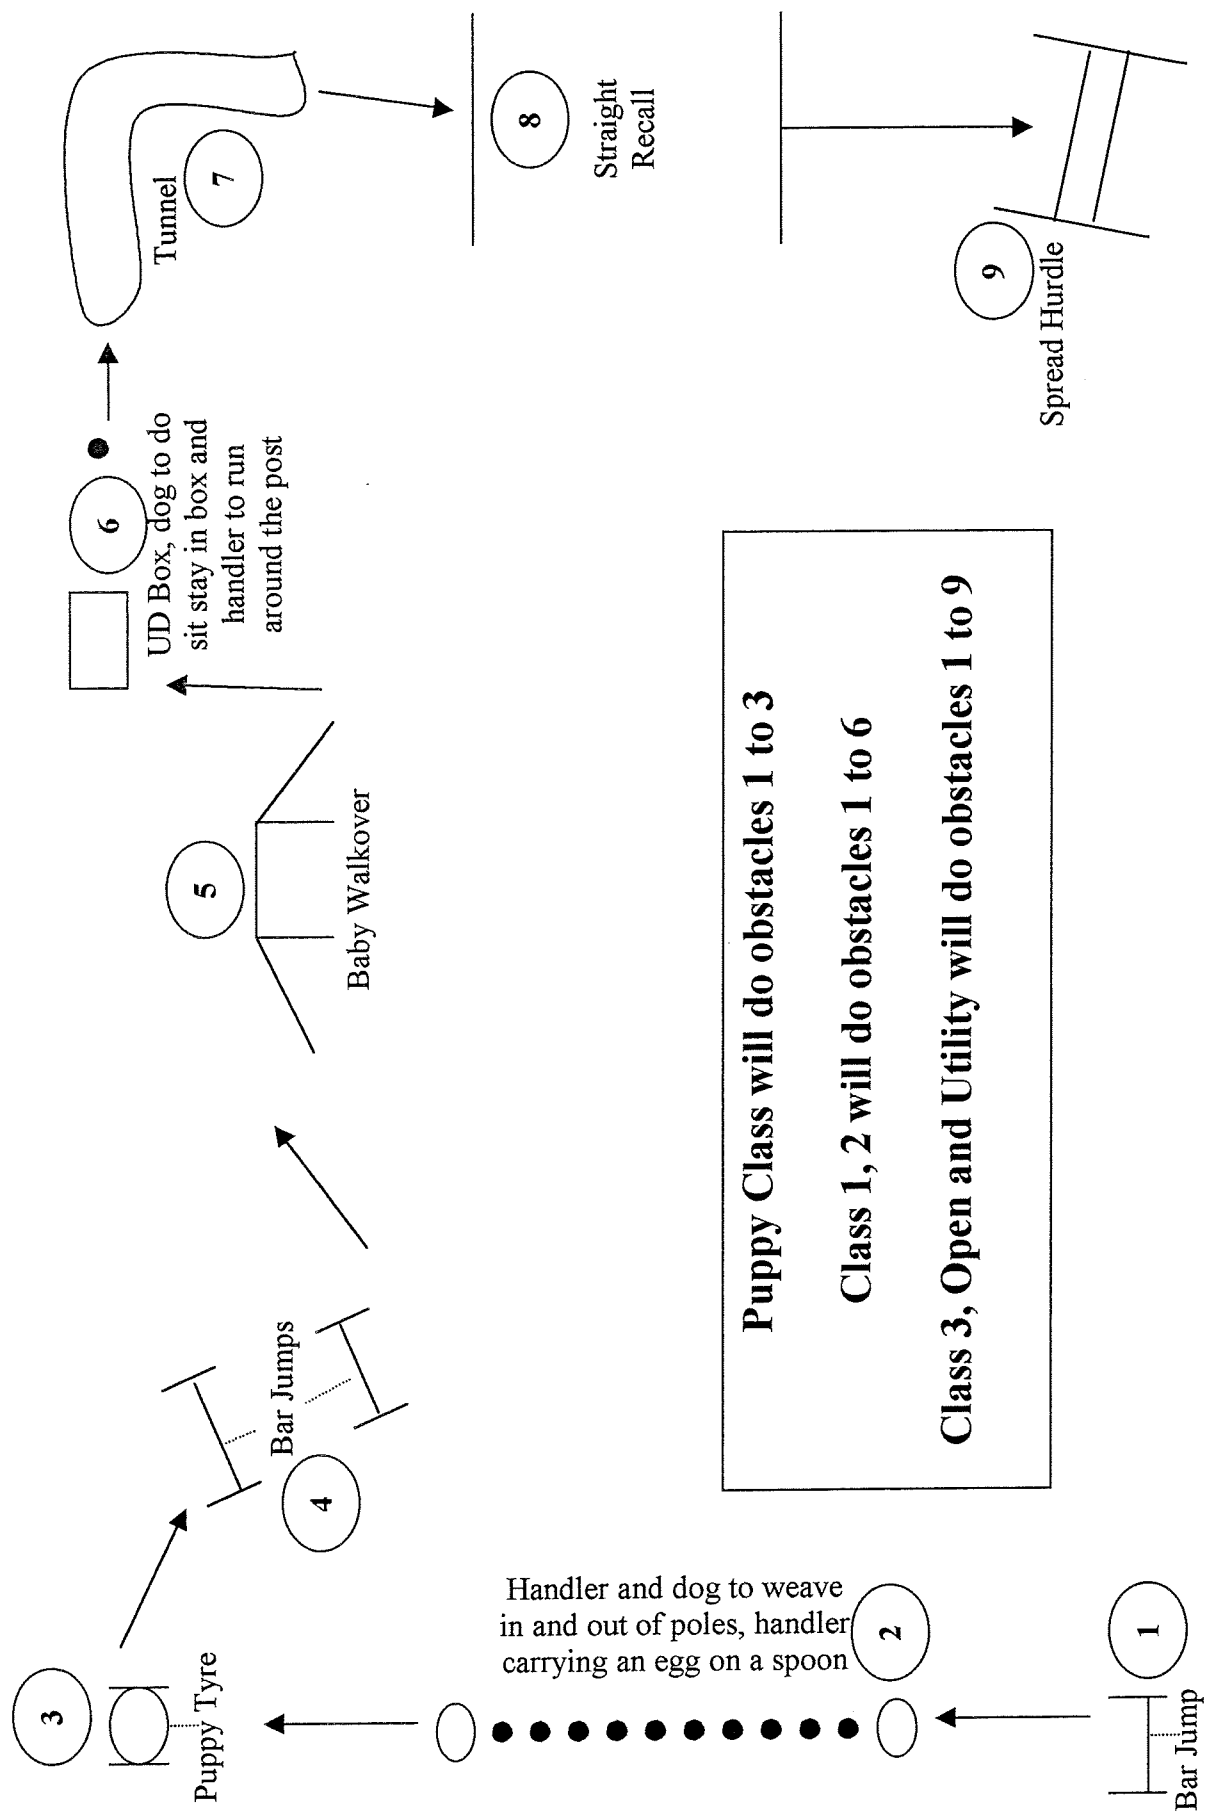 1
Bar Jump
2
Handler and dog to weave
in and out of poles, handler
carrying an egg on a spoon
3
Puppy Tyre
4
Bar Jumps
5
Baby Walkover
6
UD Box, dog to do
sit stay in box and
handler to run
around the post
7
Tunnel
8
Straight
Recall
9
Spread Hurdle
Puppy Class will do obstacles 1 to 3
Class 1, 2 will do obstacles 1 to 6
Class 3, Open and Utility will do obstacles 1 to 9